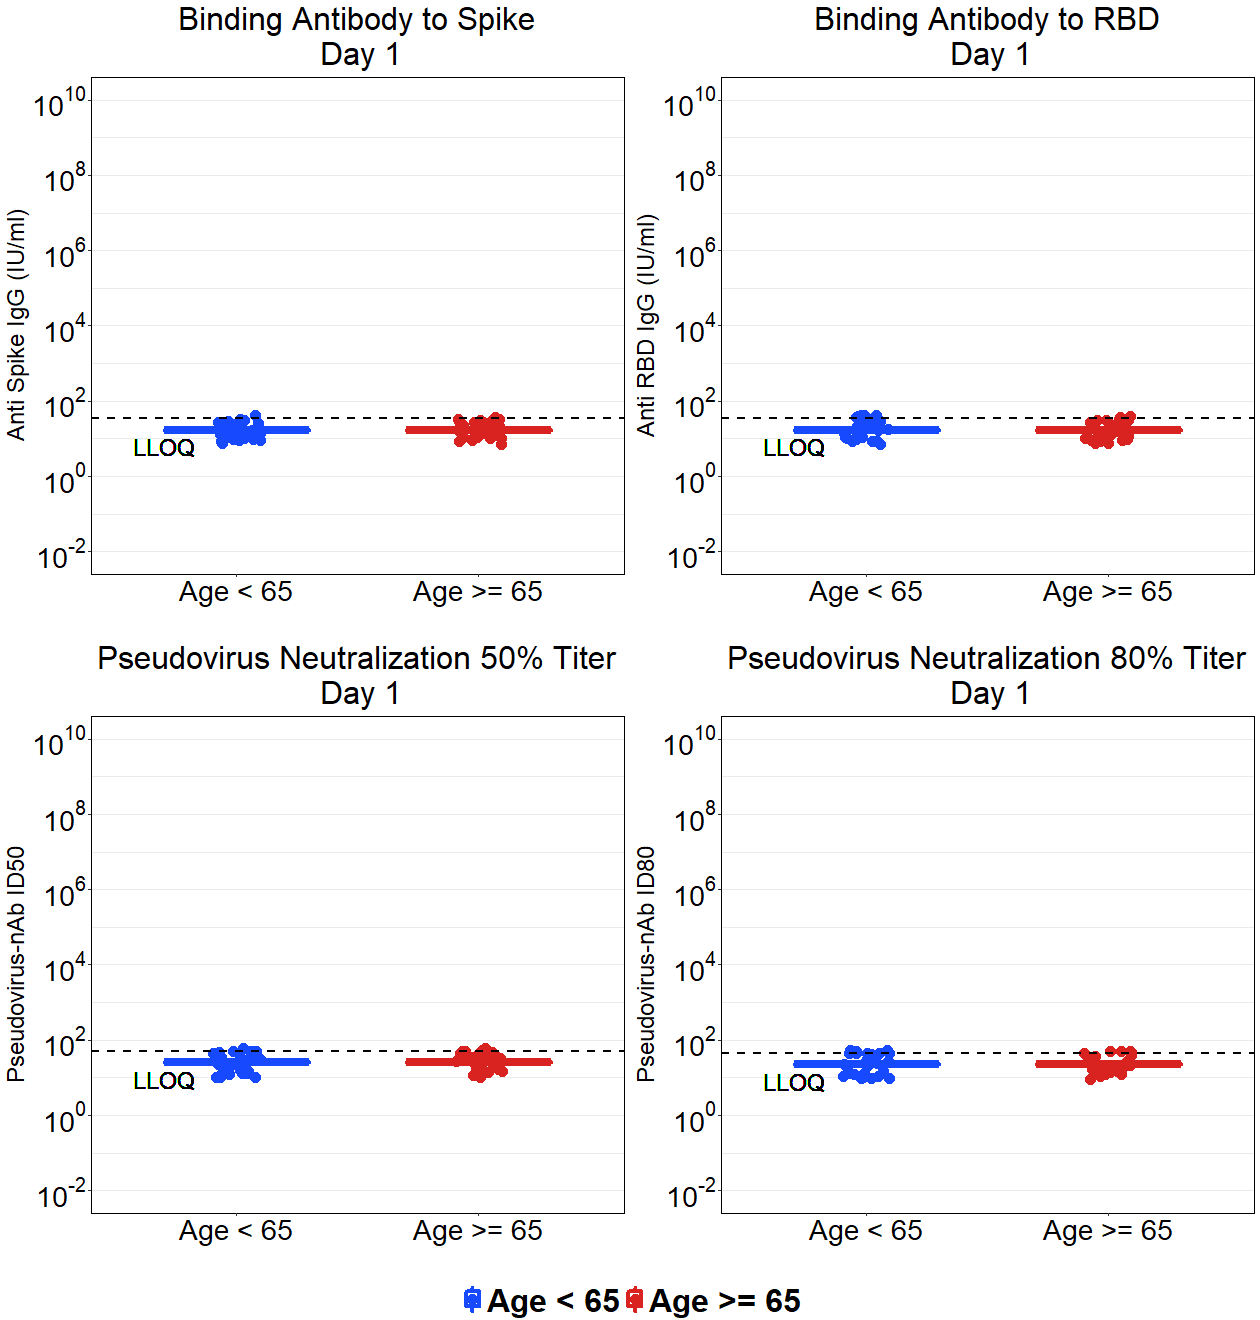 Binding Antibody to Spike
Day 1
Anti Spike IgG (IU/ml)
10^10
10^8
10^6
10^4
10^2
10^0
10^-2
LLOQ
Age < 65 Age >= 65
Binding Antibody to RBD
Day 1
Anti RBD IgG (IU/ml)
10^10
10^8
10^6
10^4
10^2
10^0
10^-2
LLOQ
Age < 65 Age >= 65
Pseudovirus Neutralization 50% Titer
Day 1
Pseudovirus-nAb ID50
10^10
10^8
10^6
10^4
10^2
10^0
10^-2
LLOQ
Age < 65 Age >= 65
Pseudovirus Neutralization 80% Titer
Day 1
Pseudovirus-nAb ID80
10^10
10^8
10^6
10^4
10^2
10^0
10^-2
LLOQ
Age < 65 Age >= 65
Age < 65 Age >= 65